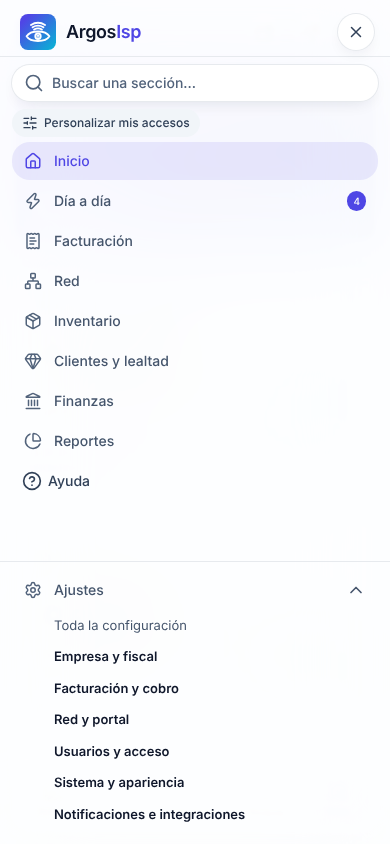 ArgosIsp
Buscar una sección...
Personalizar mis accesos
Inicio
Día a día
4
Facturación
Red
Inventario
Clientes y lealtad
Finanzas
Reportes
Ayuda
Ajustes
Toda la configuración
Empresa y fiscal
Facturación y cobro
Red y portal
Usuarios y acceso
Sistema y apariencia
Notificaciones e integraciones